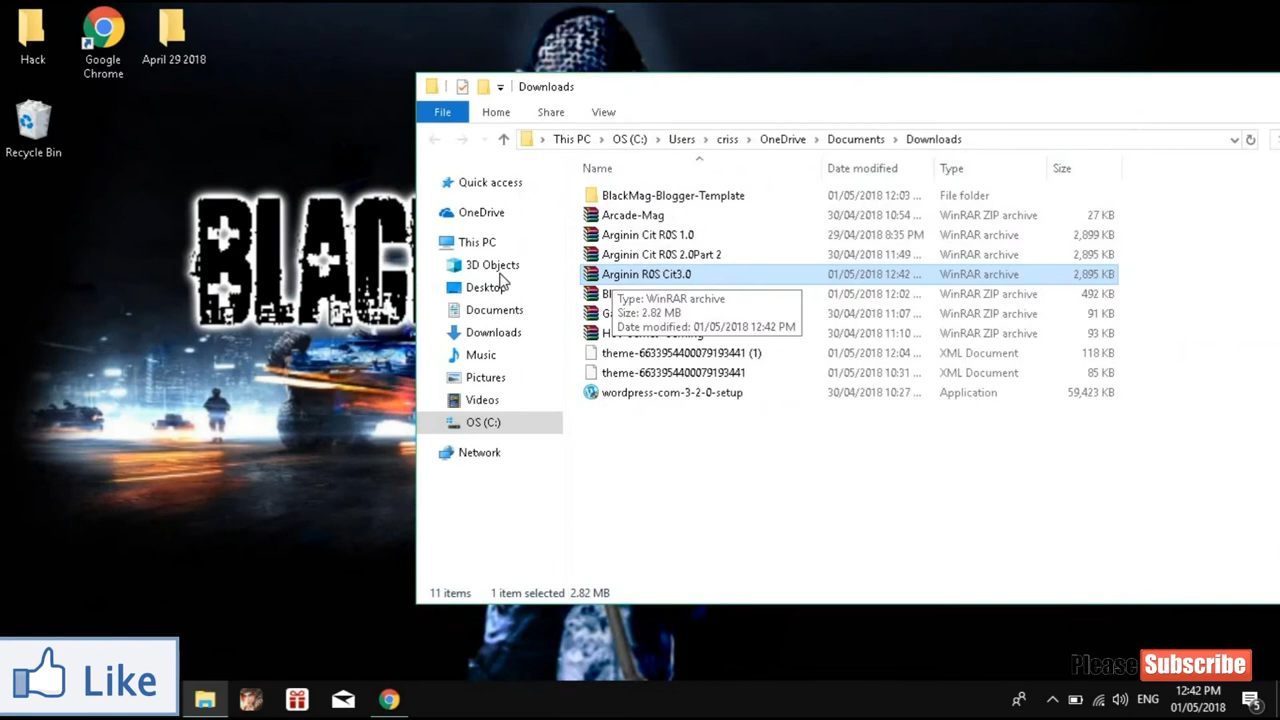 Hack
Google Chrome
April 29 2018
Recycle Bin
BLAC
Downloads
File Home Share View
This PC OS (C:) Users criss OneDrive Documents Downloads
Name Date modified Type Size
Quick access
OneDrive
This PC
3D Objects
Desktop
Documents
Downloads
Music
Pictures
Videos
OS (C:)
Network
BlackMag-Blogger-Template 01/05/2018 12:03 ... File folder
Arcade-Mag 30/04/2018 10:54 ... WinRAR ZIP archive 27 KB
Arginin Cit R0S 1.0 29/04/2018 8:35 PM WinRAR archive 2,899 KB
Arginin Cit R0S 2.0Part 2 30/04/2018 11:49 ... WinRAR archive 2,895 KB
Arginin R0S Cit3.0 01/05/2018 12:42 ... WinRAR archive 2,895 KB
01/05/2018 12:02 ... WinRAR ZIP archive 492 KB
30/04/2018 11:07 ... WinRAR ZIP archive 91 KB
30/04/2018 11:10 ... WinRAR ZIP archive 93 KB
theme-6633954400079193441 (1) 01/05/2018 12:04 ... XML Document 118 KB
theme-6633954400079193441 01/05/2018 10:31 ... XML Document 85 KB
wordpress-com-3-2-0-setup 30/04/2018 10:27 ... Application 59,423 KB
Type: WinRAR archive
Size: 2.82 MB
Date modified: 01/05/2018 12:42 PM
11 items 1 item selected 2.82 MB
Like
Please Subscribe
ENG
12:42 PM
01/05/2018
5